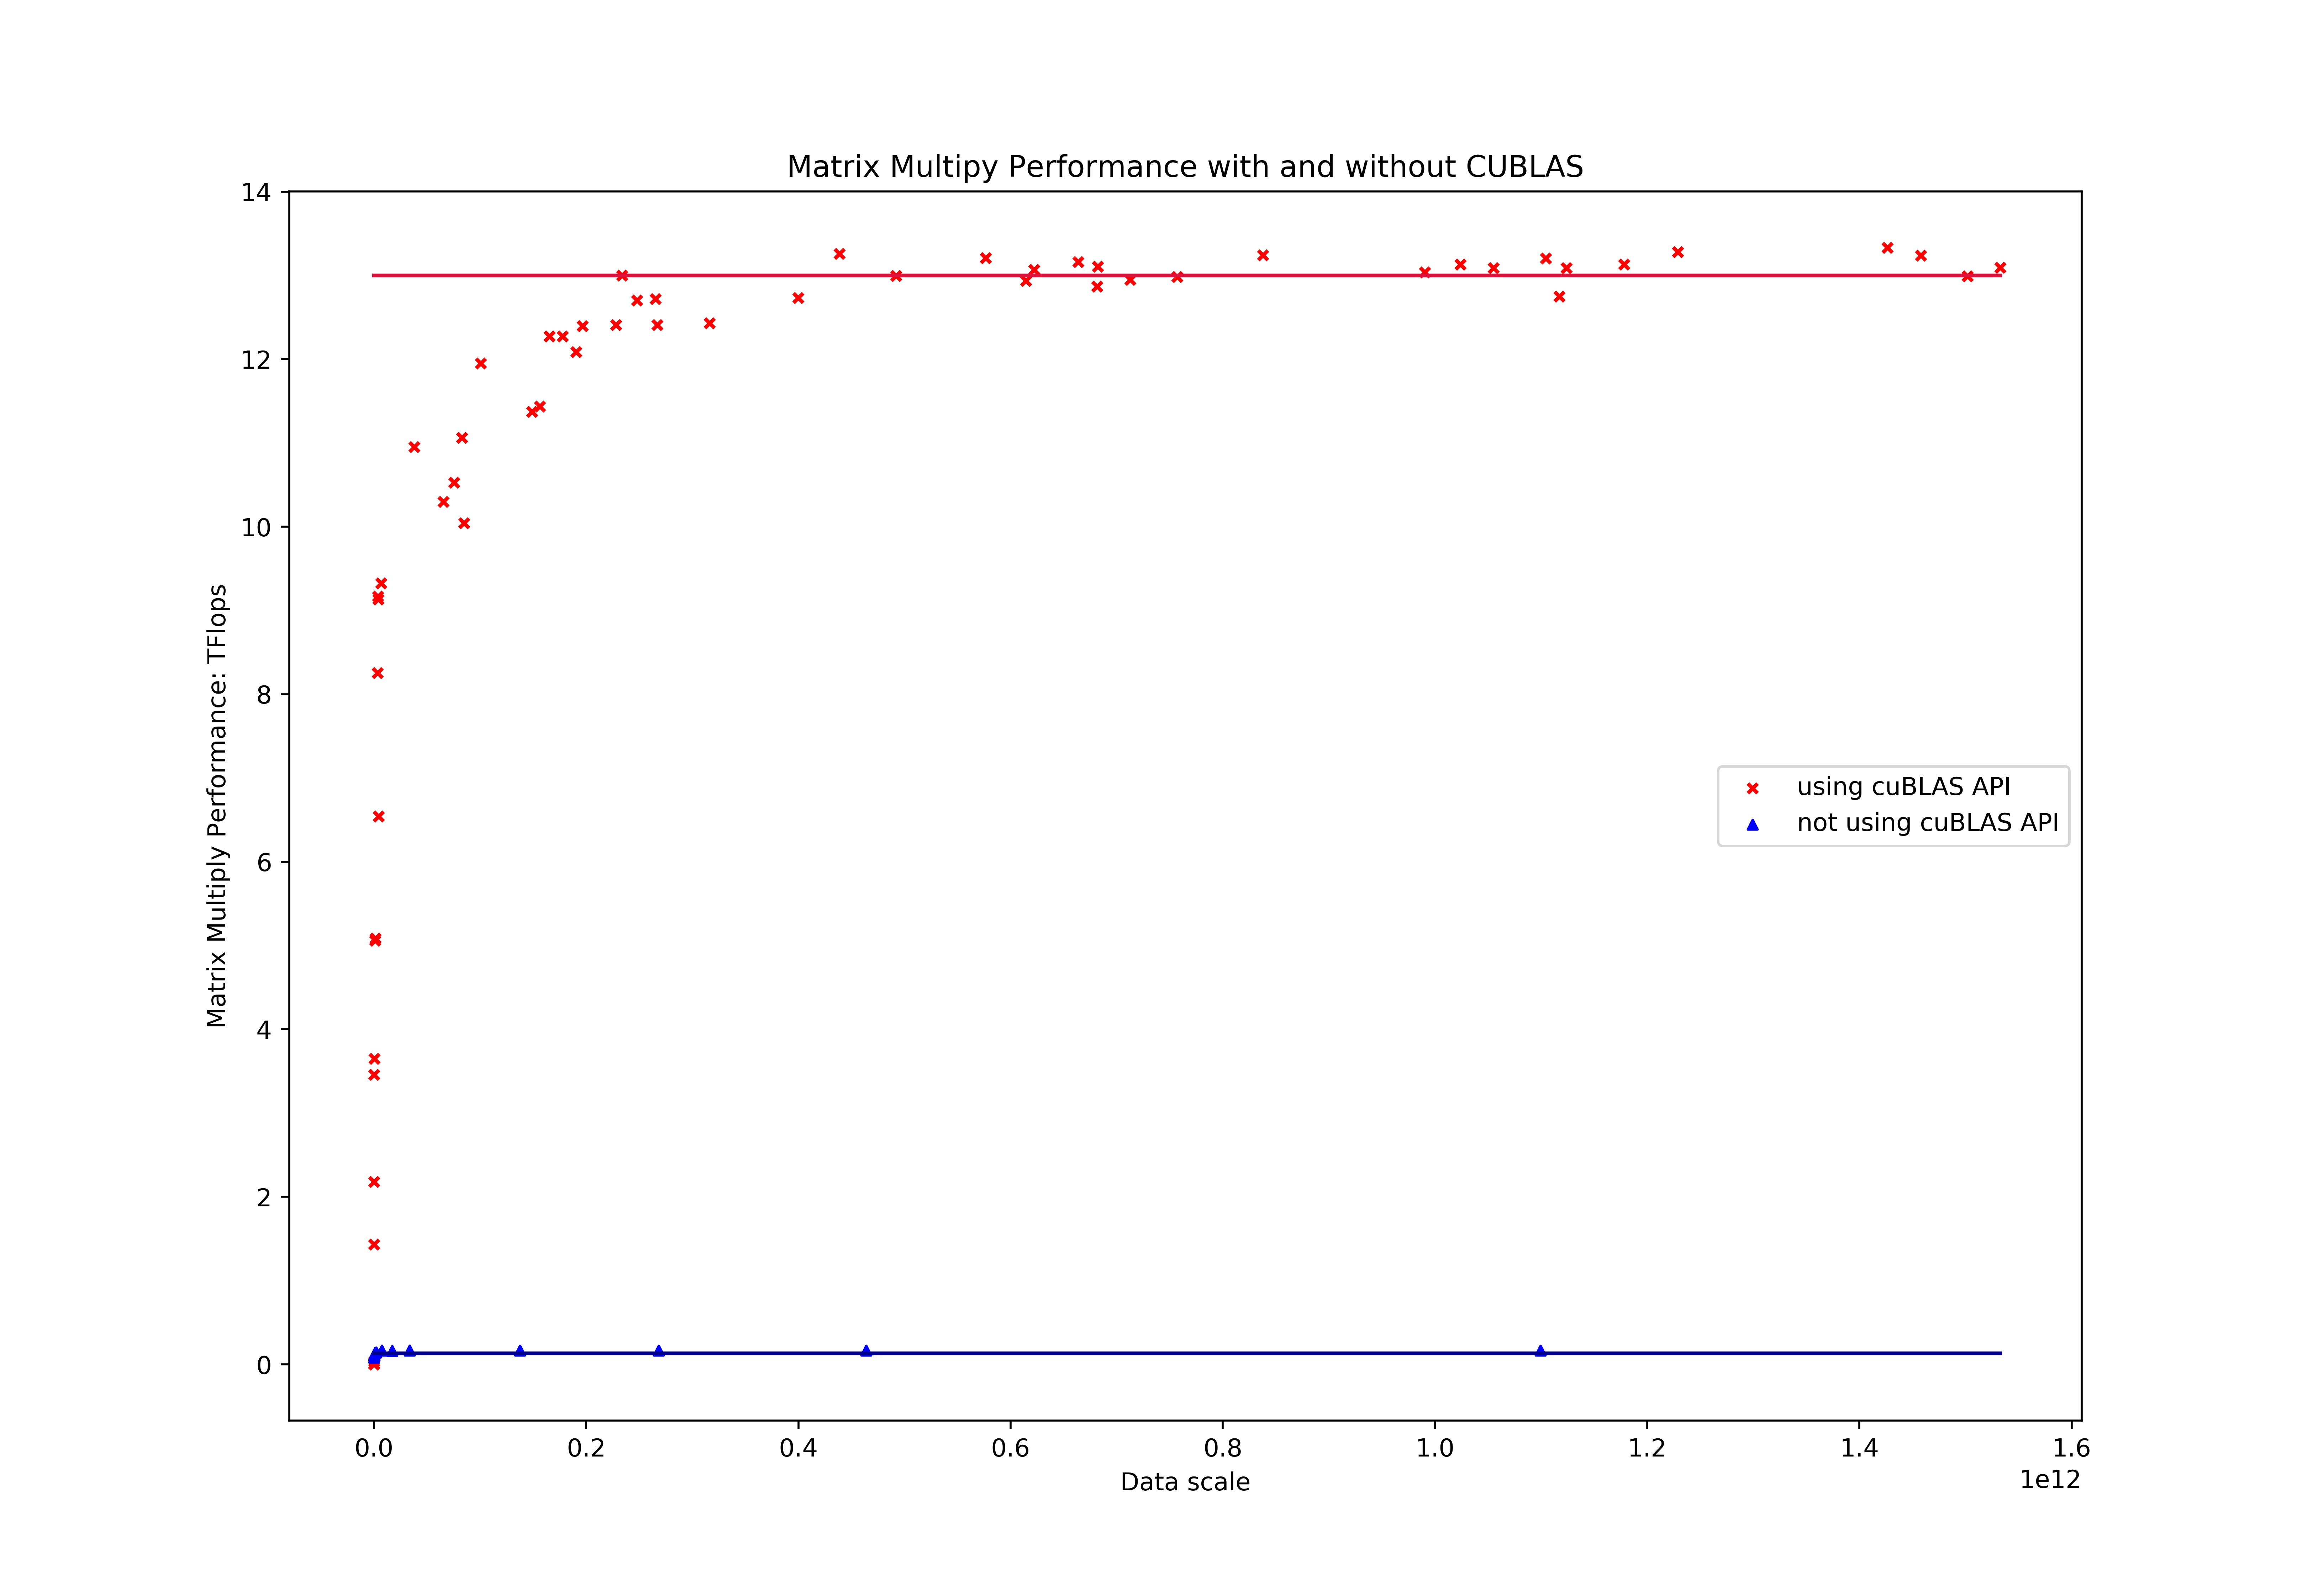 Matrix Multipy Performance with and without CUBLAS
14
12
10
8
6
4
2
0
Matrix Multiply Performance: TFlops
using cuBLAS API
not using cuBLAS API
0.0 0.2 0.4 0.6 0.8 1.0 1.2 1.4 1.6
1e12
Data scale